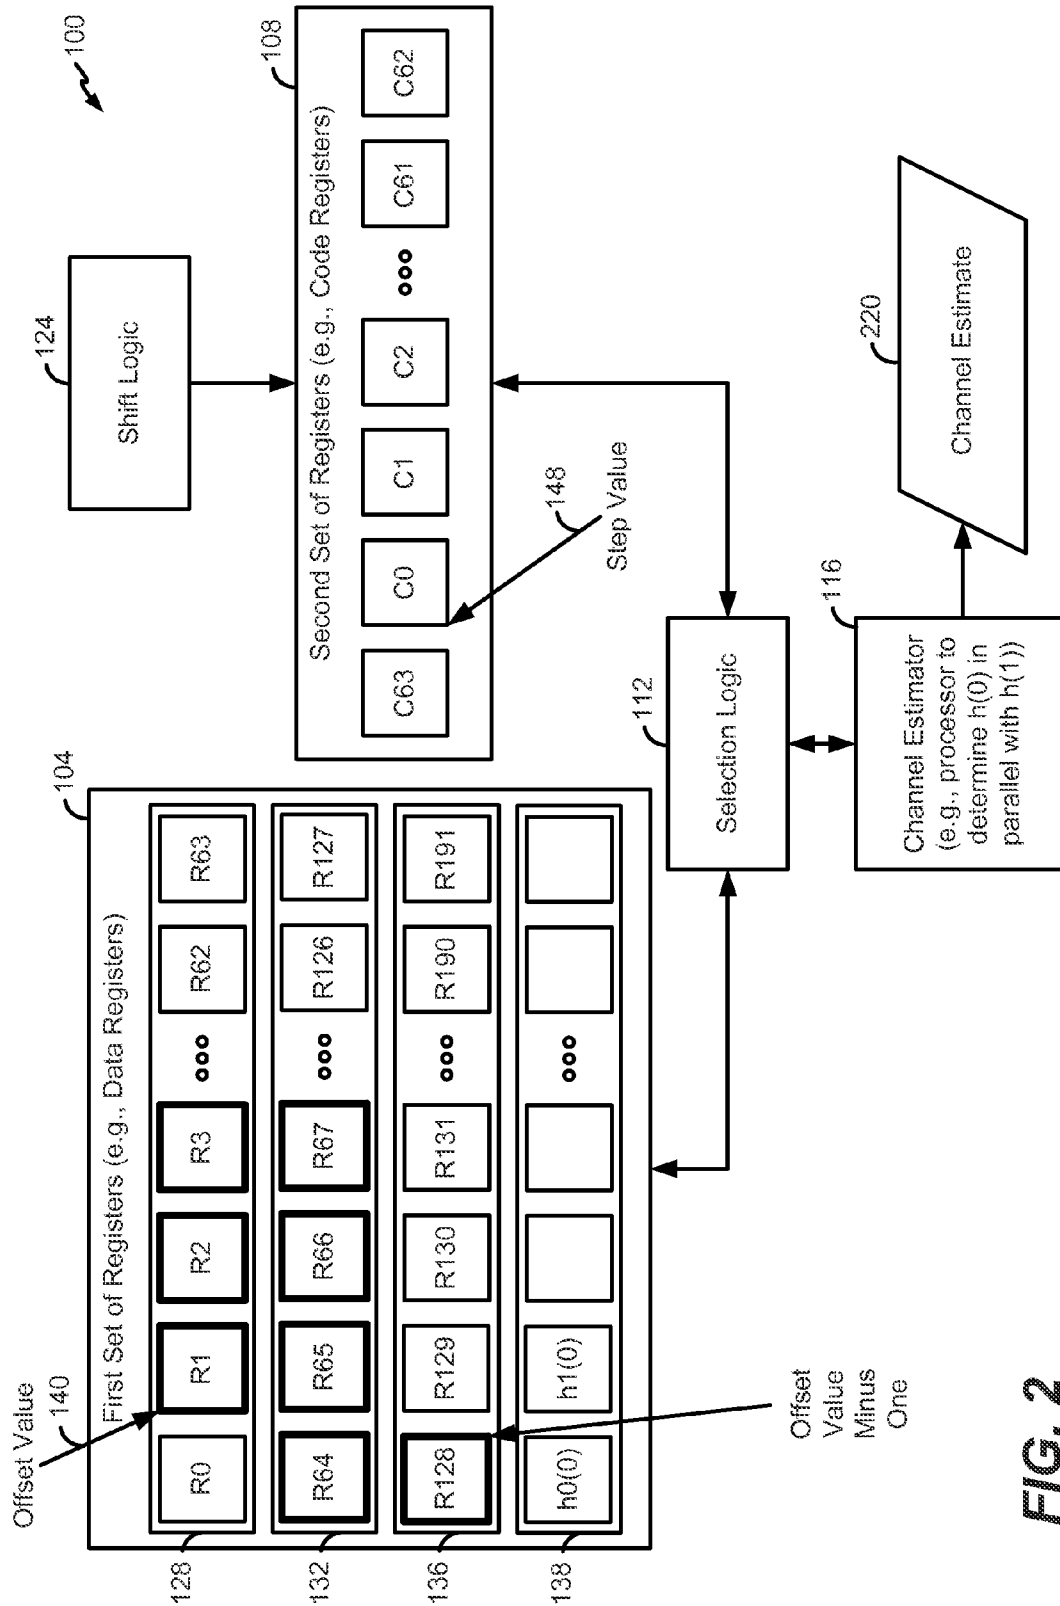 100
Offset Value
140
104
First Set of Registers (e.g., Data Registers)
128
R0 R1 R2 R3 R62 R63
132
R64 R65 R66 R67 R126 R127
136
R128 R129 R130 R131 R190 R191
138
h0(0) h1(0)
Offset
Value
Minus
One
124
Shift Logic
108
Second Set of Registers (e.g., Code Registers)
C63 C0 C1 C2 C61 C62
148
Step Value
112
Selection Logic
116
Channel Estimator
(e.g., processor to
determine h(0) in
parallel with h(1))
220
Channel Estimate
FIG. 2